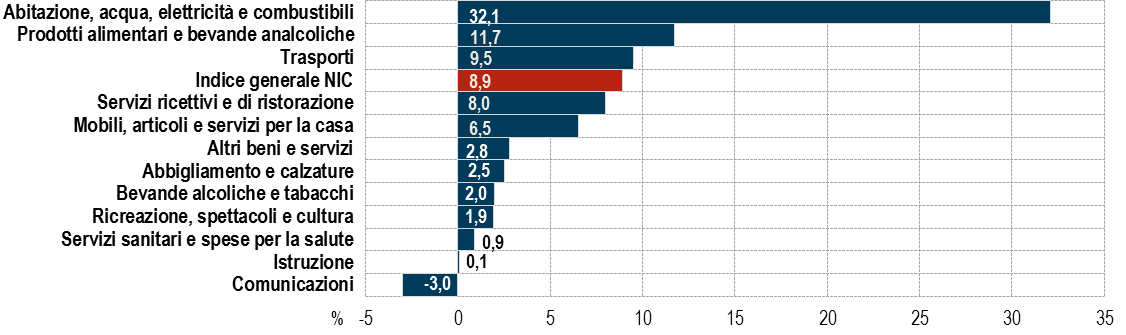 Abitazione, acqua, elettricità e combustibili 32,1
Prodotti alimentari e bevande analcoliche 11,7
Trasporti 9,5
Indice generale NIC 8,9
Servizi ricettivi e di ristorazione 8,0
Mobili, articoli e servizi per la casa 6,5
Altri beni e servizi 2,8
Abbigliamento e calzature 2,5
Bevande alcoliche e tabacchi 2,0
Ricreazione, spettacoli e cultura 1,9
Servizi sanitari e spese per la salute 0,9
Istruzione 0,1
Comunicazioni -3,0
% -5 0 5 10 15 20 25 30 35